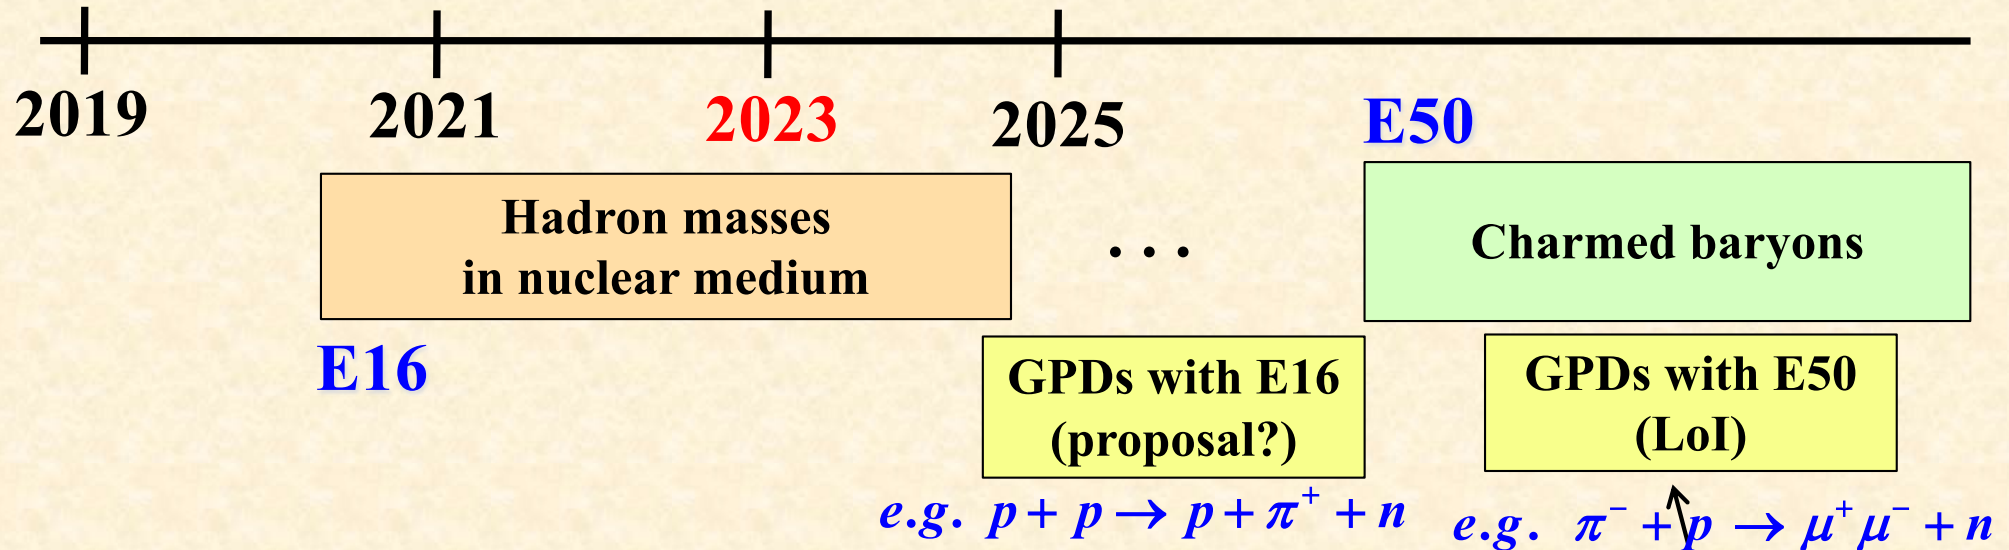 2019 2021 2023 2025
E50
Hadron masses
in nuclear medium
. . .
Charmed baryons
E16
GPDs with E16
(proposal?)
GPDs with E50
(LoI)
e.g. p + p → p + π⁺ + n
e.g. π⁻ + p → μ⁺ μ⁻ + n